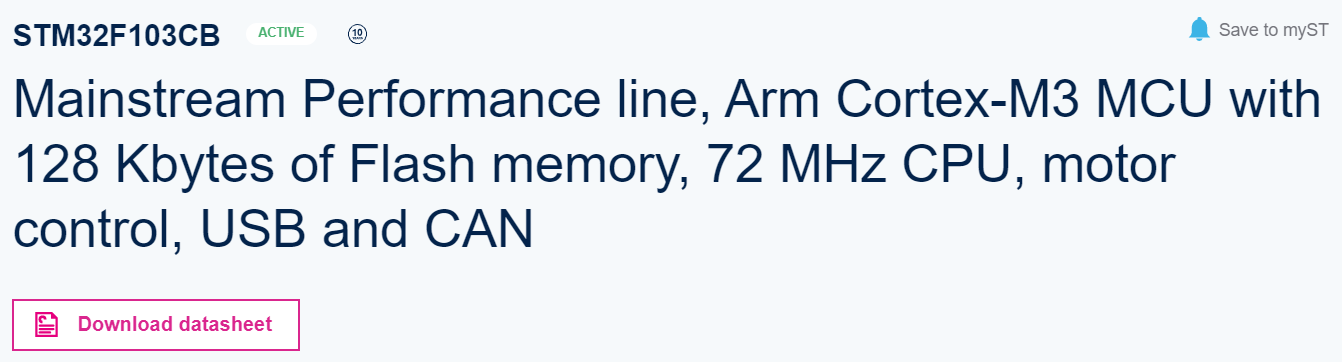 STM32F103CB ACTIVE 10 Save to myST
Mainstream Performance line, Arm Cortex-M3 MCU with
128 Kbytes of Flash memory, 72 MHz CPU, motor
control, USB and CAN
Download datasheet